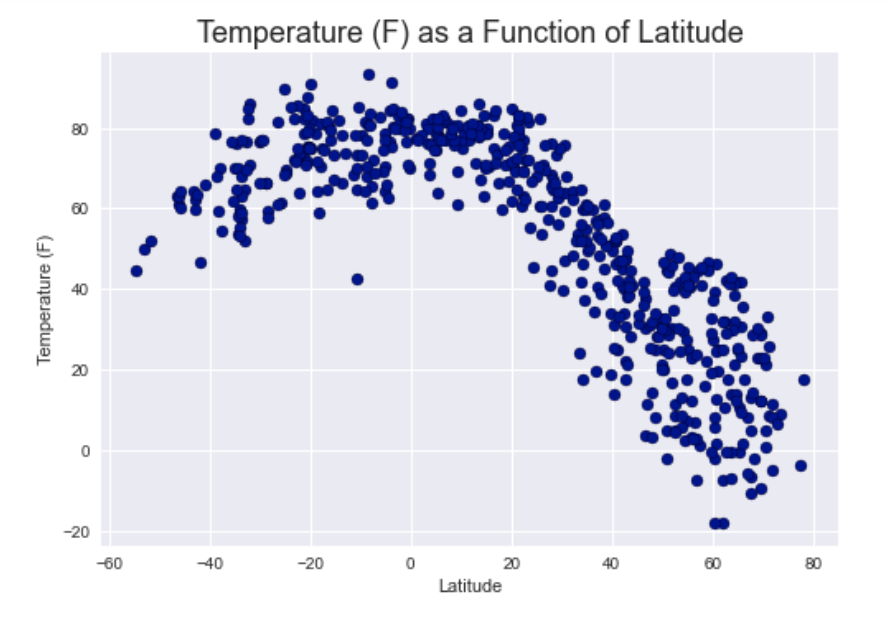 Temperature (F) as a Function of Latitude
Temperature (F)
80
60
40
20
0
−20
−60 −40 −20 0 20 40 60 80
Latitude